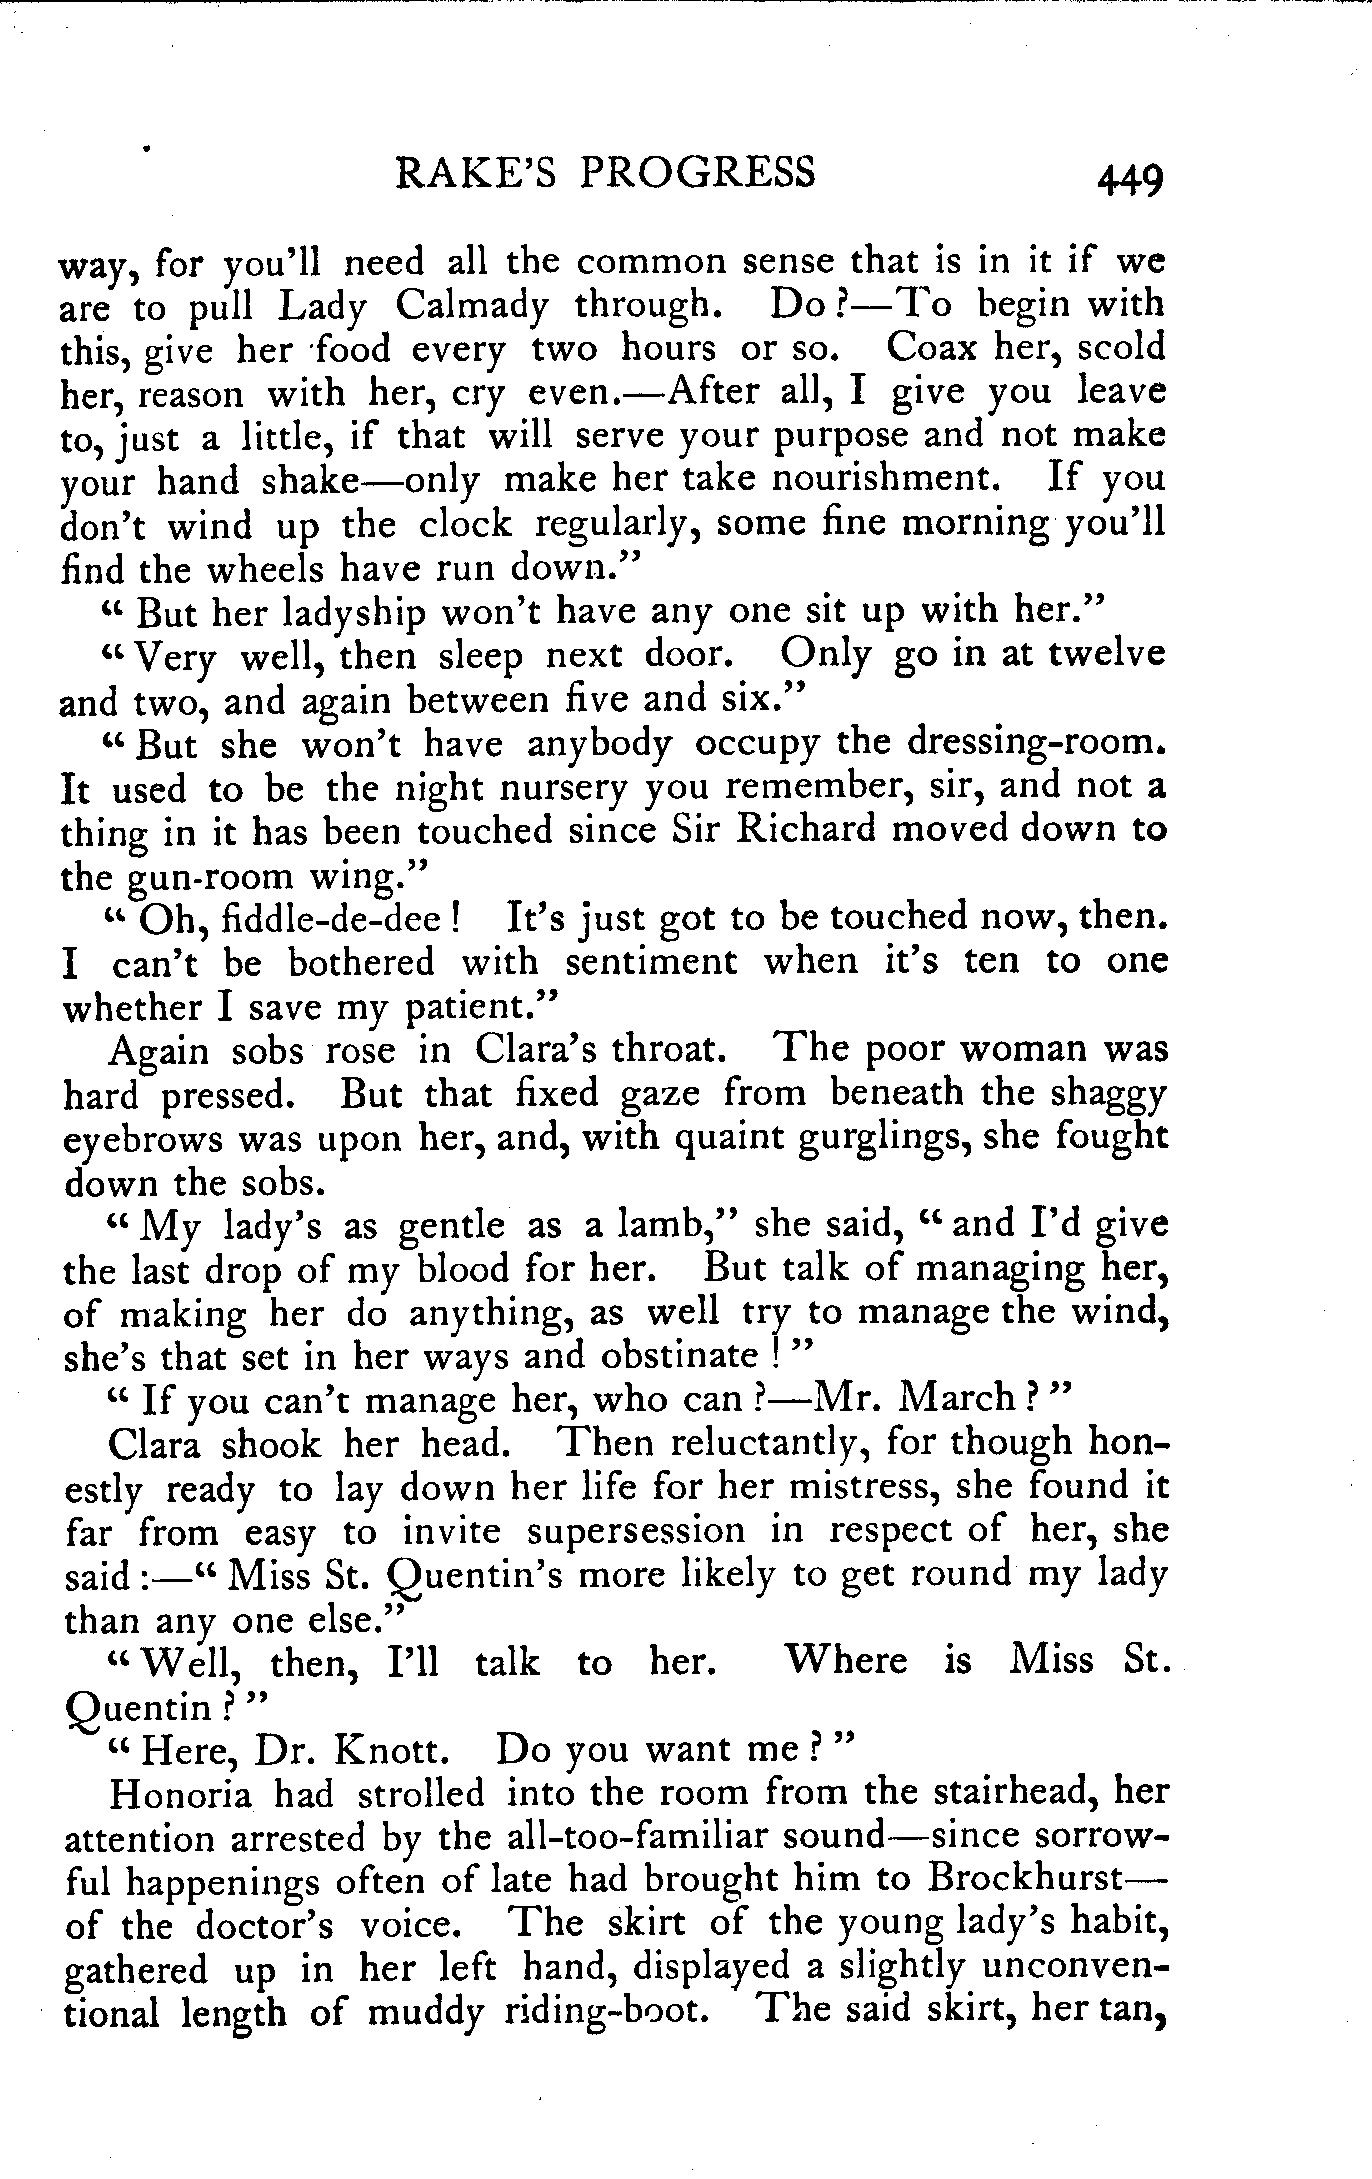 RAKE'S PROGRESS 449
way, for you'll need all the common sense that is in it if we
are to pull Lady Calmady through. Do ?—To begin with
this, give her food every two hours or so. Coax her, scold
her, reason with her, cry even.—After all, I give you leave
to, just a little, if that will serve your purpose and not make
your hand shake—only make her take nourishment. If you
don't wind up the clock regularly, some fine morning you'll
find the wheels have run down."
" But her ladyship won't have any one sit up with her."
" Very well, then sleep next door. Only go in at twelve
and two, and again between five and six."
" But she won't have anybody occupy the dressing-room.
It used to be the night nursery you remember, sir, and not a
thing in it has been touched since Sir Richard moved down to
the gun-room wing."
" Oh, fiddle-de-dee ! It's just got to be touched now, then.
I can't be bothered with sentiment when it's ten to one
whether I save my patient."
Again sobs rose in Clara's throat. The poor woman was
hard pressed. But that fixed gaze from beneath the shaggy
eyebrows was upon her, and, with quaint gurglings, she fought
down the sobs.
" My lady's as gentle as a lamb," she said, " and I'd give
the last drop of my blood for her. But talk of managing her,
of making her do anything, as well try to manage the wind,
she's that set in her ways and obstinate ! "
" If you can't manage her, who can ?—Mr. March ? "
Clara shook her head. Then reluctantly, for though hon-
estly ready to lay down her life for her mistress, she found it
far from easy to invite supersession in respect of her, she
said :—" Miss St. Quentin's more likely to get round my lady
than any one else."
" Well, then, I'll talk to her. Where is Miss St.
Quentin ? "
" Here, Dr. Knott. Do you want me ? "
Honoria had strolled into the room from the stairhead, her
attention arrested by the all-too-familiar sound—since sorrow-
ful happenings often of late had brought him to Brockhurst—
of the doctor's voice. The skirt of the young lady's habit,
gathered up in her left hand, displayed a slightly unconven-
tional length of muddy riding-boot. The said skirt, her tan,